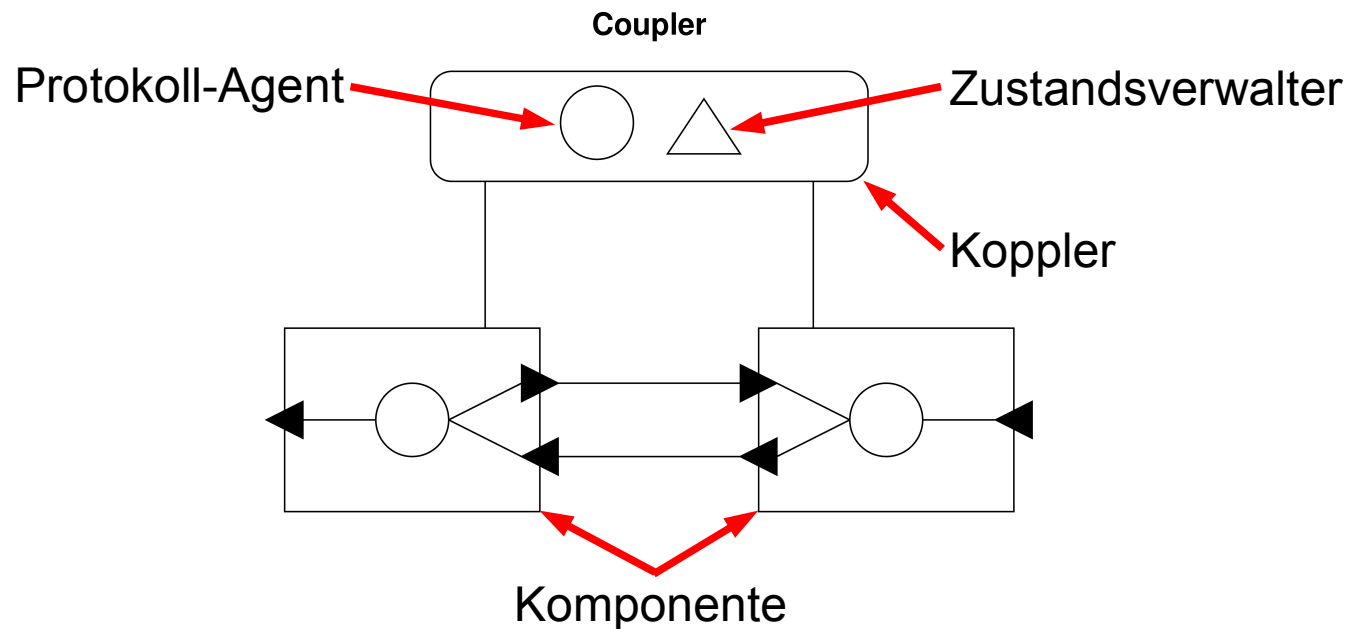 Coupler
Protokoll-Agent
Zustandsverwalter
Koppler
Komponente